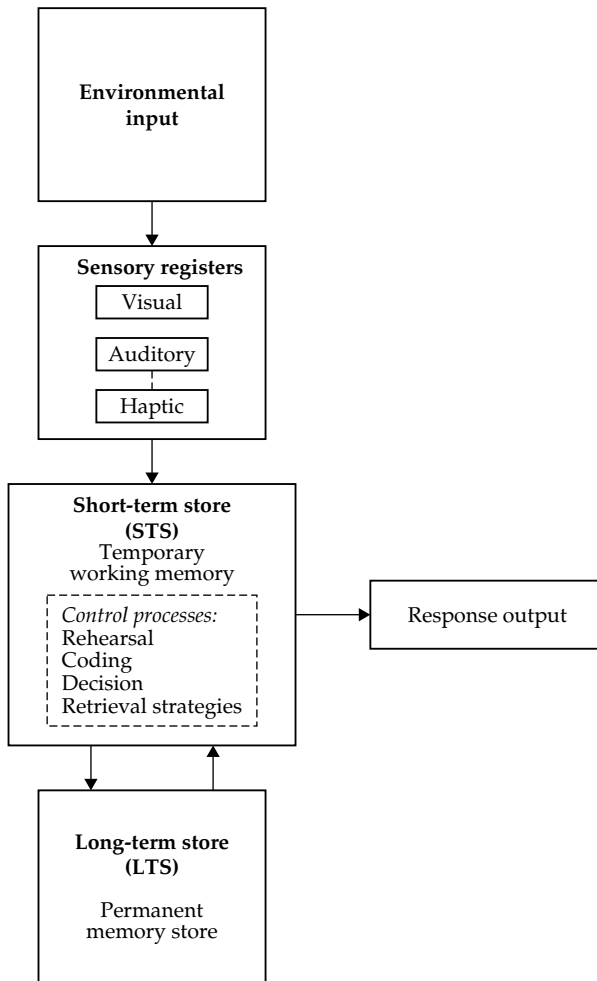 Environmental
input
Sensory registers
Visual
Auditory
Haptic
Short-term store
(STS)
Temporary
working memory
Control processes:
Rehearsal
Coding
Decision
Retrieval strategies
Response output
Long-term store
(LTS)
Permanent
memory store